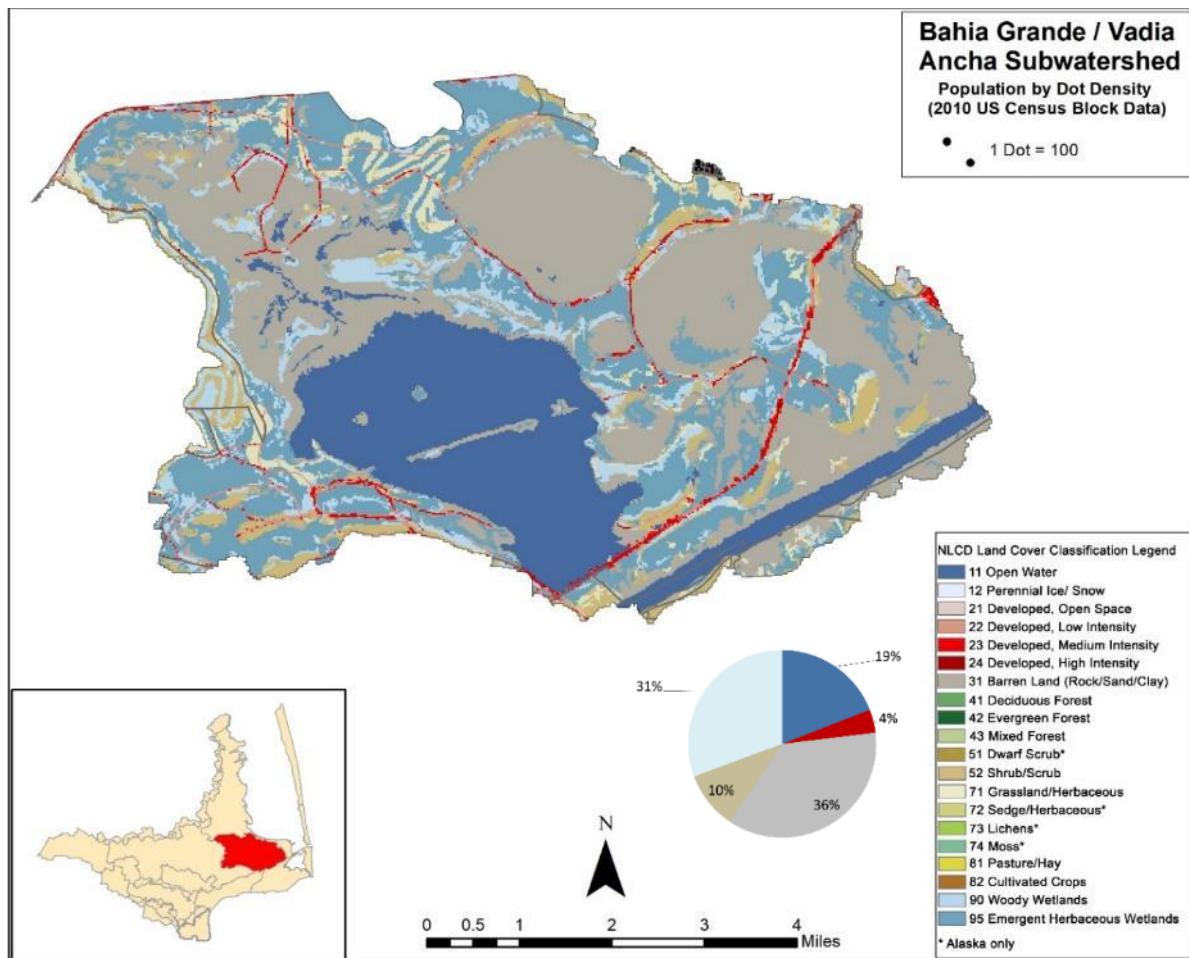 Bahia Grande / Vadia
Ancha Subwatershed
Population by Dot Density
(2010 US Census Block Data)
1 Dot = 100
NLCD Land Cover Classification Legend
11 Open Water
12 Perennial Ice/ Snow
21 Developed, Open Space
22 Developed, Low Intensity
23 Developed, Medium Intensity
24 Developed, High Intensity
31 Barren Land (Rock/Sand/Clay)
41 Deciduous Forest
42 Evergreen Forest
43 Mixed Forest
51 Dwarf Scrub*
52 Shrub/Scrub
71 Grassland/Herbaceous
72 Sedge/Herbaceous*
73 Lichens*
74 Moss*
81 Pasture/Hay
82 Cultivated Crops
90 Woody Wetlands
95 Emergent Herbaceous Wetlands
* Alaska only
19%
31%
4%
10%
36%
N
0 0.5 1 2 3 4
Miles